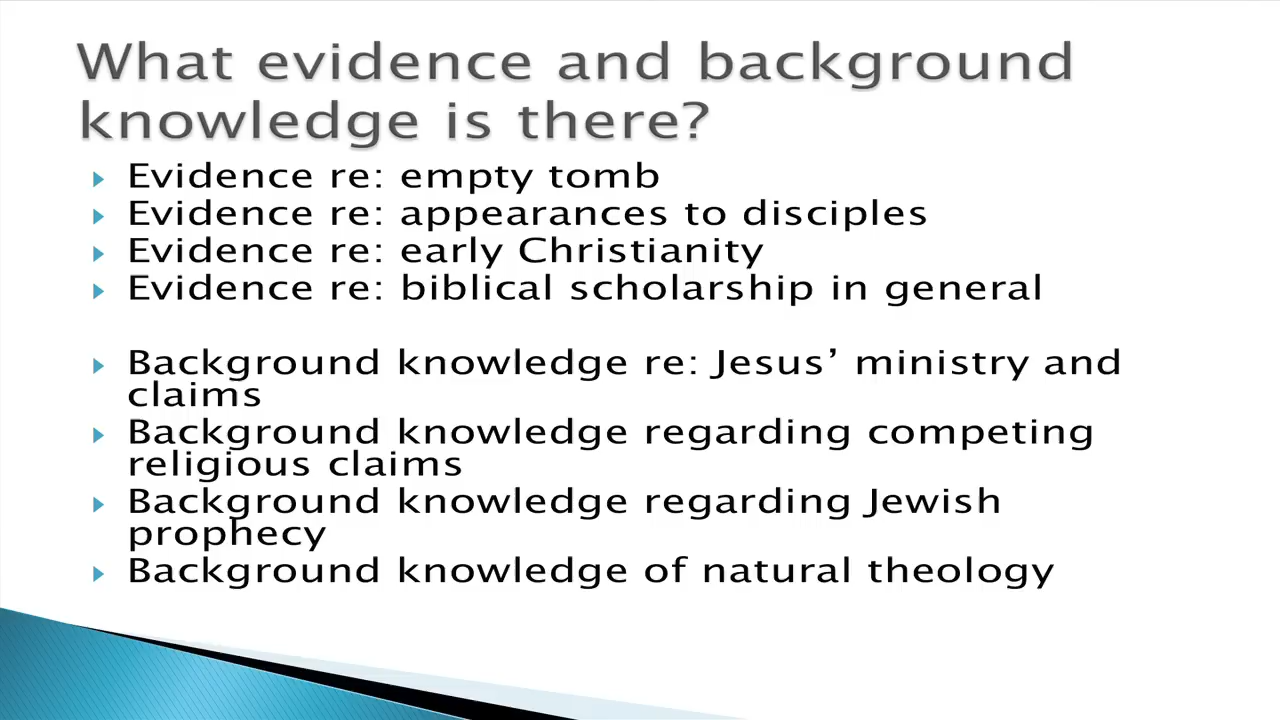 What evidence and background
knowledge is there?
Evidence re: empty tomb
Evidence re: appearances to disciples
Evidence re: early Christianity
Evidence re: biblical scholarship in general
Background knowledge re: Jesus’ ministry and
claims
Background knowledge regarding competing
religious claims
Background knowledge regarding Jewish
prophecy
Background knowledge of natural theology